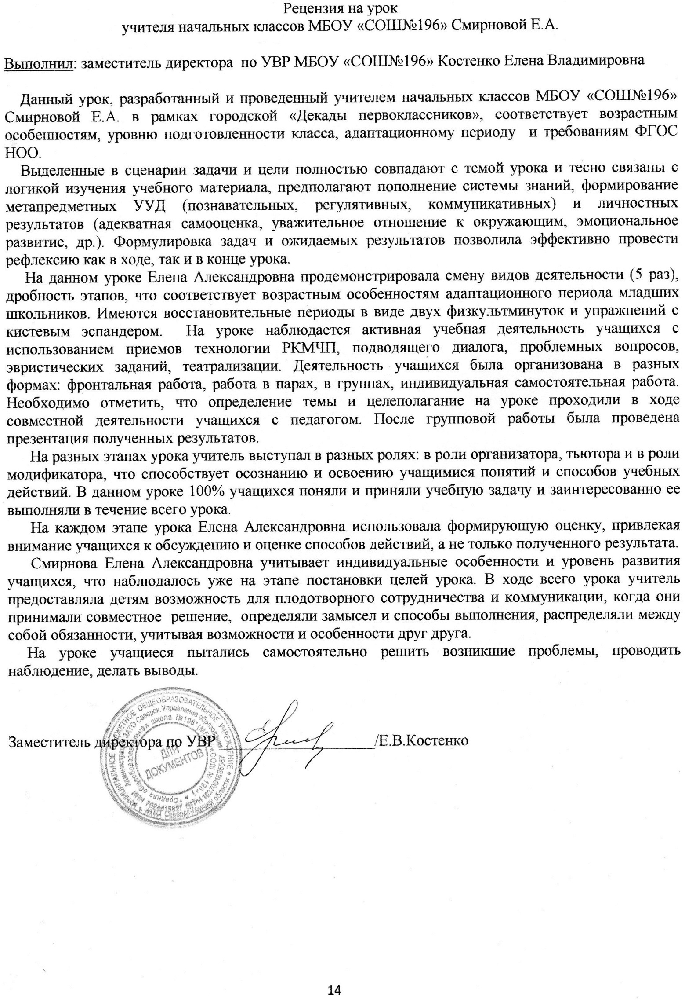 Рецензия на урок
учителя начальных классов МБОУ «СОШ№196» Смирновой Е.А.
Выполнил: заместитель директора по УВР МБОУ «СОШ№196» Костенко Елена Владимировна
Данный урок, разработанный и проведенный учителем начальных классов МБОУ «СОШ№196»
Смирновой Е.А. в рамках городской «Декады первоклассников», соответствует возрастным
особенностям, уровню подготовленности класса, адаптационному периоду и требованиям ФГОС
НОО.
Выделенные в сценарии задачи и цели полностью совпадают с темой урока и тесно связаны с
логикой изучения учебного материала, предполагают пополнение системы знаний, формирование
метапредметных УУД (познавательных, регулятивных, коммуникативных) и личностных
результатов (адекватная самооценка, уважительное отношение к окружающим, эмоциональное
развитие, др.). Формулировка задач и ожидаемых результатов позволила эффективно провести
рефлексию как в ходе, так и в конце урока.
На данном уроке Елена Александровна продемонстрировала смену видов деятельности (5 раз),
дробность этапов, что соответствует возрастным особенностям адаптационного периода младших
школьников. Имеются восстановительные периоды в виде двух физкультминуток и упражнений с
кистевым эспандером. На уроке наблюдается активная учебная деятельность учащихся с
использованием приемов технологии РКМЧП, подводящего диалога, проблемных вопросов,
эвристических заданий, театрализации. Деятельность учащихся была организована в разных
формах: фронтальная работа, работа в парах, в группах, индивидуальная самостоятельная работа.
Необходимо отметить, что определение темы и целеполагание на уроке проходили в ходе
совместной деятельности учащихся с педагогом. После групповой работы была проведена
презентация полученных результатов.
На разных этапах урока учитель выступал в разных ролях: в роли организатора, тьютора и в роли
модификатора, что способствует осознанию и освоению учащимися понятий и способов учебных
действий. В данном уроке 100% учащихся поняли и приняли учебную задачу и заинтересованно ее
выполняли в течение всего урока.
На каждом этапе урока Елена Александровна использовала формирующую оценку, привлекая
внимание учащихся к обсуждению и оценке способов действий, а не только полученного результата.
Смирнова Елена Александровна учитывает индивидуальные особенности и уровень развития
учащихся, что наблюдалось уже на этапе постановки целей урока. В ходе всего урока учитель
предоставляла детям возможность для плодотворного сотрудничества и коммуникации, когда они
принимали совместное решение, определяли замысел и способы выполнения, распределяли между
собой обязанности, учитывая возможности и особенности друг друга.
На уроке учащиеся пытались самостоятельно решить возникшие проблемы, проводить
наблюдение, делать выводы.
Заместитель директора по УВР /Е.В.Костенко
МУНИЦИПАЛЬНОЕ БЮДЖЕТНОЕ ОБЩЕОБРАЗОВАТЕЛЬНОЕ УЧРЕЖДЕНИЕ
ДЛЯ
ДОКУМЕНТОВ
14